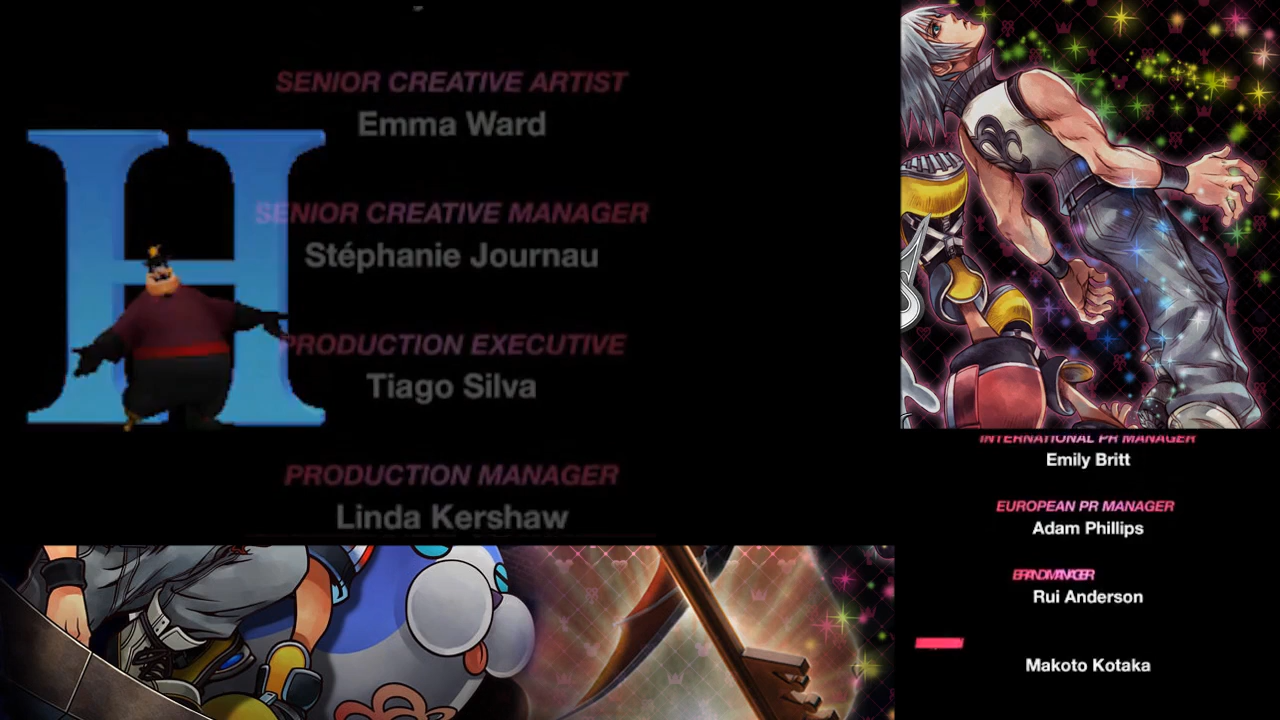 SENIOR CREATIVE ARTIST
Emma Ward
H
SENIOR CREATIVE MANAGER
Stéphanie Journau
PRODUCTION EXECUTIVE
Tiago Silva
PRODUCTION MANAGER
Linda Kershaw
INTERNATIONAL PR MANAGER
Emily Britt
EUROPEAN PR MANAGER
Adam Phillips
BRAND MANAGER
Rui Anderson
Makoto Kotaka